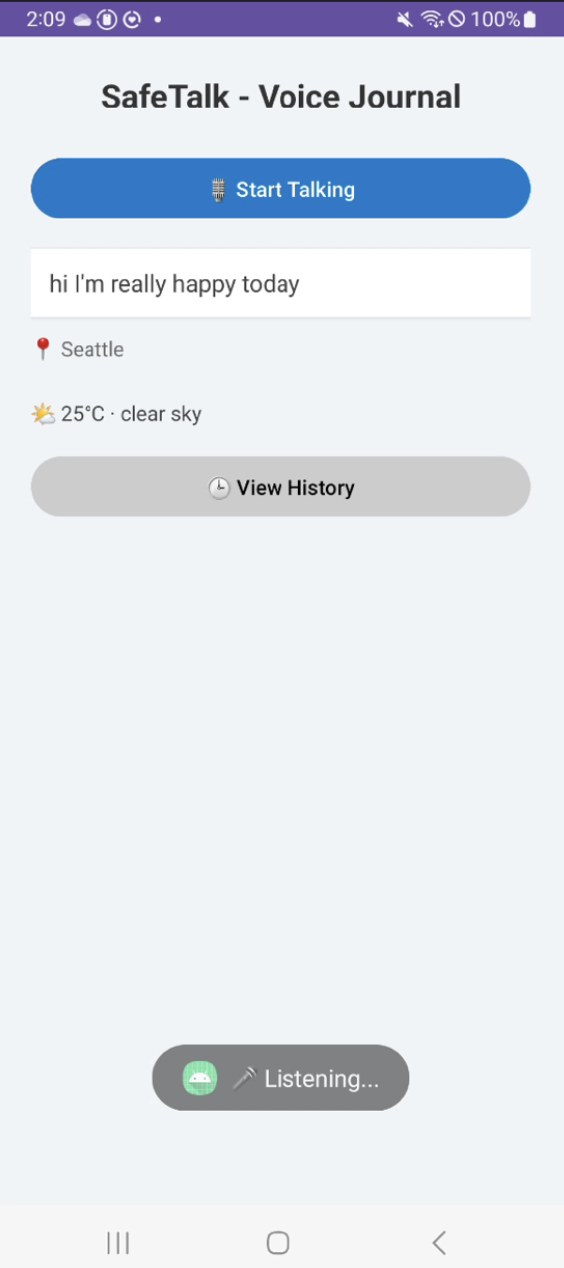 2:09 100%
SafeTalk - Voice Journal
🎙 Start Talking
hi I'm really happy today
📍 Seattle
🌤 25°C · clear sky
🕒 View History
🎤 Listening...